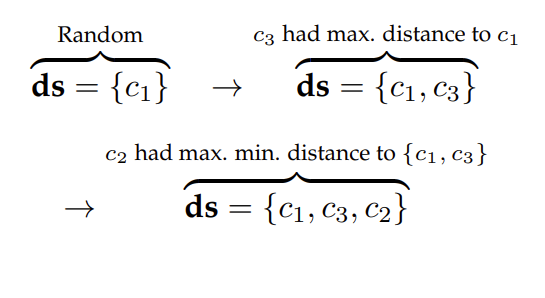 Random
c₃ had max. distance to c₁
ds = {c₁} → ds = {c₁, c₃}
c₂ had max. min. distance to {c₁, c₃}
→ ds = {c₁, c₃, c₂}